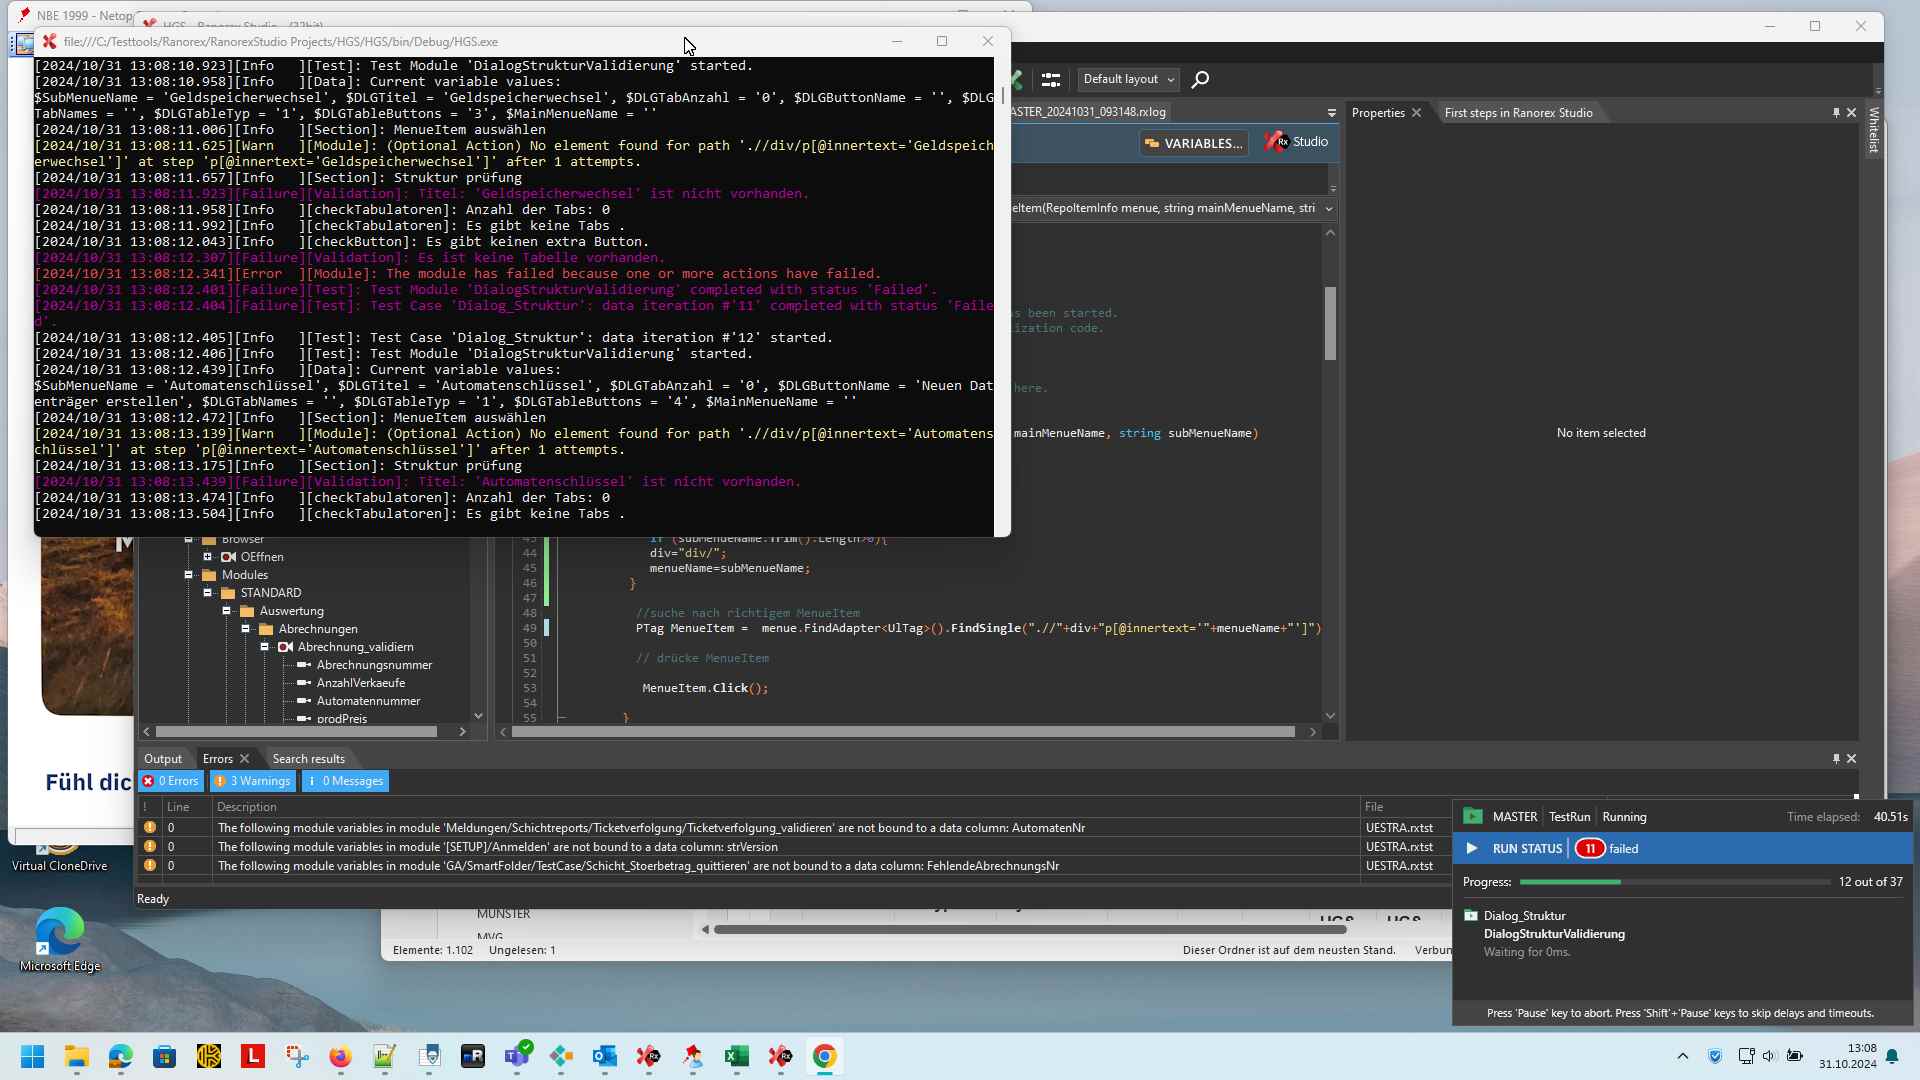 NBE 1999 - Netop
HGS - Ranorex Studio (32bit)
file:///C:/Testtools/Ranorex/RanorexStudio Projects/HGS/HGS/bin/Debug/HGS.exe
[2024/10/31 13:08:10.923][Info   ][Test]: Test Module 'DialogStrukturValidierung' started.
[2024/10/31 13:08:10.958][Info   ][Data]: Current variable values:
$SubMenueName = 'Geldspeicherwechsel', $DLGTitel = 'Geldspeicherwechsel', $DLGTabAnzahl = '0', $DLGButtonName = '', $DLG
TabNames = '', $DLGTableTyp = '1', $DLGTableButtons = '3', $MainMenueName = ''
[2024/10/31 13:08:11.006][Info   ][Section]: MenueItem auswählen
[2024/10/31 13:08:11.625][Warn   ][Module]: (Optional Action) No element found for path './/div/p[@innertext='Geldspeich
erwechsel']' at step 'p[@innertext='Geldspeicherwechsel']' after 1 attempts.
[2024/10/31 13:08:11.657][Info   ][Section]: Struktur prüfung
[2024/10/31 13:08:11.923][Failure][Validation]: Titel: 'Geldspeicherwechsel' ist nicht vorhanden.
[2024/10/31 13:08:11.958][Info   ][checkTabulatoren]: Anzahl der Tabs: 0
[2024/10/31 13:08:11.992][Info   ][checkTabulatoren]: Es gibt keine Tabs .
[2024/10/31 13:08:12.043][Info   ][checkButton]: Es gibt keinen extra Button.
[2024/10/31 13:08:12.307][Failure][Validation]: Es ist keine Tabelle vorhanden.
[2024/10/31 13:08:12.341][Error  ][Module]: The module has failed because one or more actions have failed.
[2024/10/31 13:08:12.401][Failure][Test]: Test Module 'DialogStrukturValidierung' completed with status 'Failed'.
[2024/10/31 13:08:12.404][Failure][Test]: Test Case 'Dialog_Struktur': data iteration #'11' completed with status 'Faile
d'.
[2024/10/31 13:08:12.405][Info   ][Test]: Test Case 'Dialog_Struktur': data iteration #'12' started.
[2024/10/31 13:08:12.406][Info   ][Test]: Test Module 'DialogStrukturValidierung' started.
[2024/10/31 13:08:12.439][Info   ][Data]: Current variable values:
$SubMenueName = 'Automatenschlüssel', $DLGTitel = 'Automatenschlüssel', $DLGTabAnzahl = '0', $DLGButtonName = 'Neuen Dat
enträger erstellen', $DLGTabNames = '', $DLGTableTyp = '1', $DLGTableButtons = '4', $MainMenueName = ''
[2024/10/31 13:08:12.472][Info   ][Section]: MenueItem auswählen
[2024/10/31 13:08:13.139][Warn   ][Module]: (Optional Action) No element found for path './/div/p[@innertext='Automatens
chlüssel']' at step 'p[@innertext='Automatenschlüssel']' after 1 attempts.
[2024/10/31 13:08:13.175][Info   ][Section]: Struktur prüfung
[2024/10/31 13:08:13.439][Failure][Validation]: Titel: 'Automatenschlüssel' ist nicht vorhanden.
[2024/10/31 13:08:13.474][Info   ][checkTabulatoren]: Anzahl der Tabs: 0
[2024/10/31 13:08:13.504][Info   ][checkTabulatoren]: Es gibt keine Tabs .
Default layout
ASTER_20241031_093148.rxlog
VARIABLES...
Rx Studio
eItem(RepoItemInfo menue, string mainMenueName, stri
s been started.
ization code.
here.
mainMenueName, string subMenueName)
Properties
First steps in Ranorex Studio
Whitelist
No item selected
43 if (subMenueName.Trim().Length>0){
44 div="div/";
45 menueName=subMenueName;
46 }
47
48 //suche nach richtigem MenueItem
49 PTag MenueItem =  menue.FindAdapter<UlTag>().FindSingle(".//"+div+"p[@innertext='"+menueName+"']")
50
51 // drücke MenueItem
52
53 MenueItem.Click();
54
55 }
Browser
OEffnen
Modules
STANDARD
Auswertung
Abrechnungen
Abrechnung_validiern
Abrechnungsnummer
AnzahlVerkaeufe
Automatennummer
prodPreis
M
Fühl dic
Output
Errors
Search results
0 Errors
3 Warnings
0 Messages
! Line Description File
0 The following module variables in module 'Meldungen/Schichtreports/Ticketverfolgung/Ticketverfolgung_validieren' are not bound to a data column: AutomatenNr UESTRA.rxtst
0 The following module variables in module '[SETUP]/Anmelden' are not bound to a data column: strVersion UESTRA.rxtst
0 The following module variables in module 'GA/SmartFolder/TestCase/Schicht_Stoerbetrag_quittieren' are not bound to a data column: FehlendeAbrechnungsNr UESTRA.rxtst
Ready
MÜNSTER
MVG
HGS HGS
Elemente: 1.102
Ungelesen: 1
Dieser Ordner ist auf dem neusten Stand.
Verbun
MASTER TestRun Running
Time elapsed: 40.51s
RUN STATUS 11 failed
Progress: 12 out of 37
Dialog_Struktur
DialogStrukturValidierung
Waiting for 0ms.
Press 'Pause' key to abort. Press 'Shift'+'Pause' keys to skip delays and timeouts.
Virtual CloneDrive
Microsoft Edge
13:08
31.10.2024